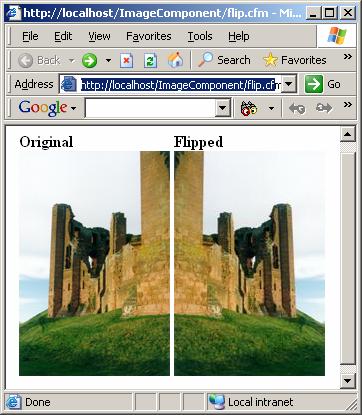 http://localhost/ImageComponent/flip.cfm - Mi...
File Edit View Favorites Tools Help
Back Search Favorites »
Address http://localhost/ImageComponent/flip.cfm Go
Google »
Original Flipped
Done Local intranet